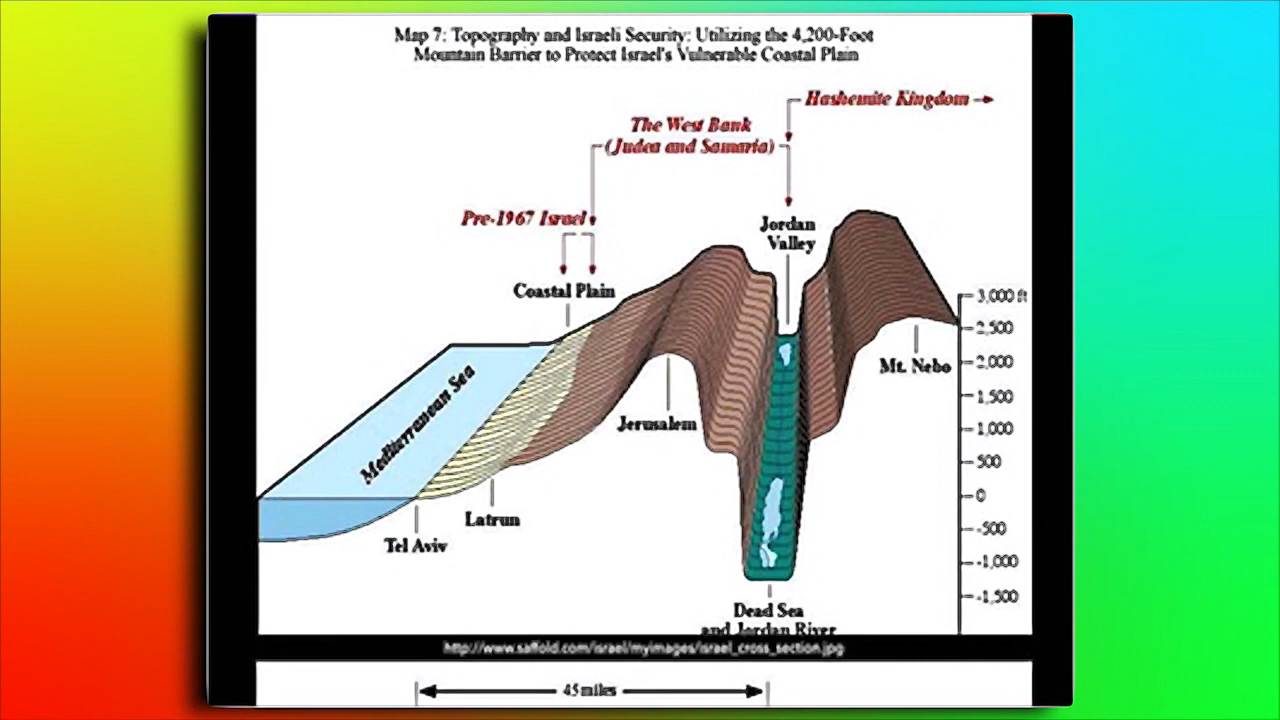 Map 7: Topography and Israeli Security: Utilizing the 4,200-Foot
Mountain Barrier to Protect Israel's Vulnerable Coastal Plain
Hashemite Kingdom
The West Bank
(Judea and Samaria)
Pre-1967 Israel
Jordan
Valley
Coastal Plain
3,000 ft
2,500
2,000
1,500
1,000
500
0
-500
-1,000
-1,500
Mt. Nebo
Mediterranean Sea
Jerusalem
Latrun
Tel Aviv
Dead Sea
and Jordan River
http://www.saffold.com/israel/myimages/israel_cross_section.jpg
45 miles